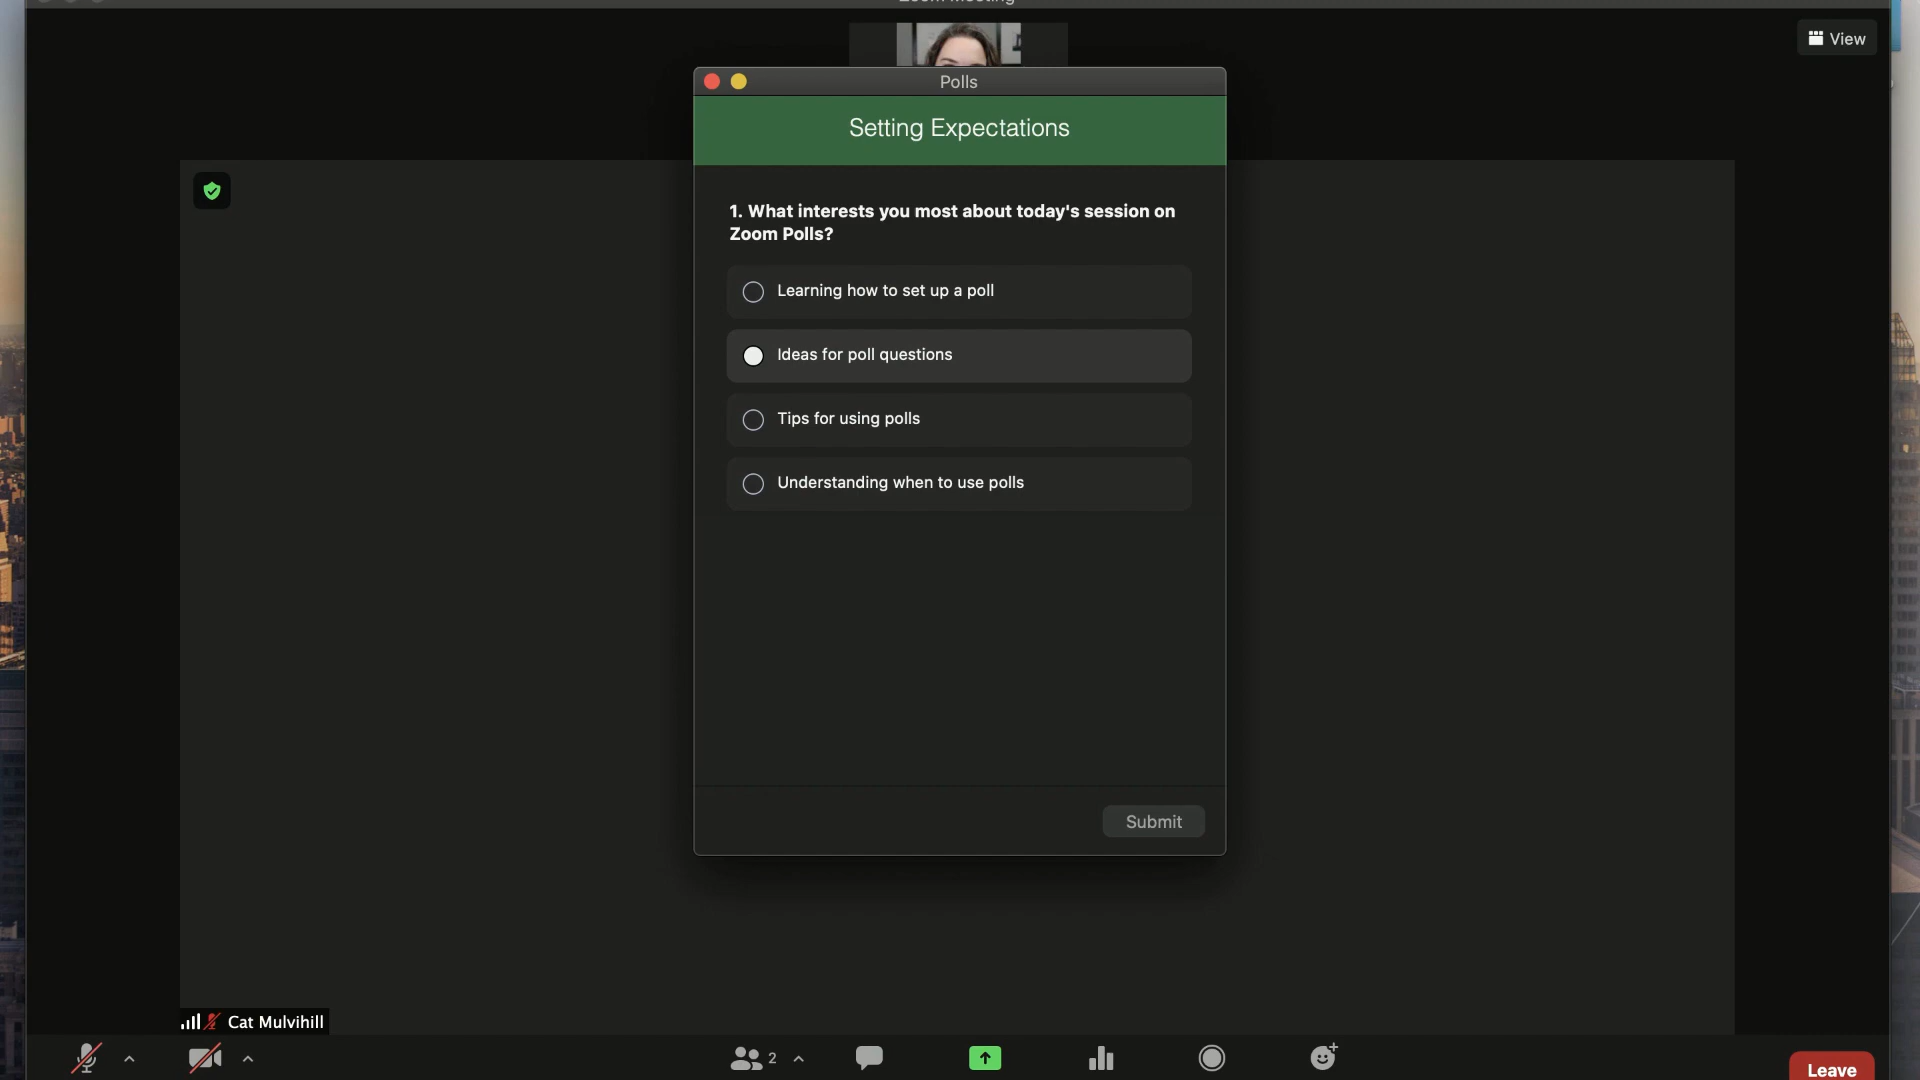 Zoom Meeting
View
Polls
Setting Expectations
1. What interests you most about today's session on
Zoom Polls?
Learning how to set up a poll
Ideas for poll questions
Tips for using polls
Understanding when to use polls
Submit
Cat Mulvihill
2
Leave